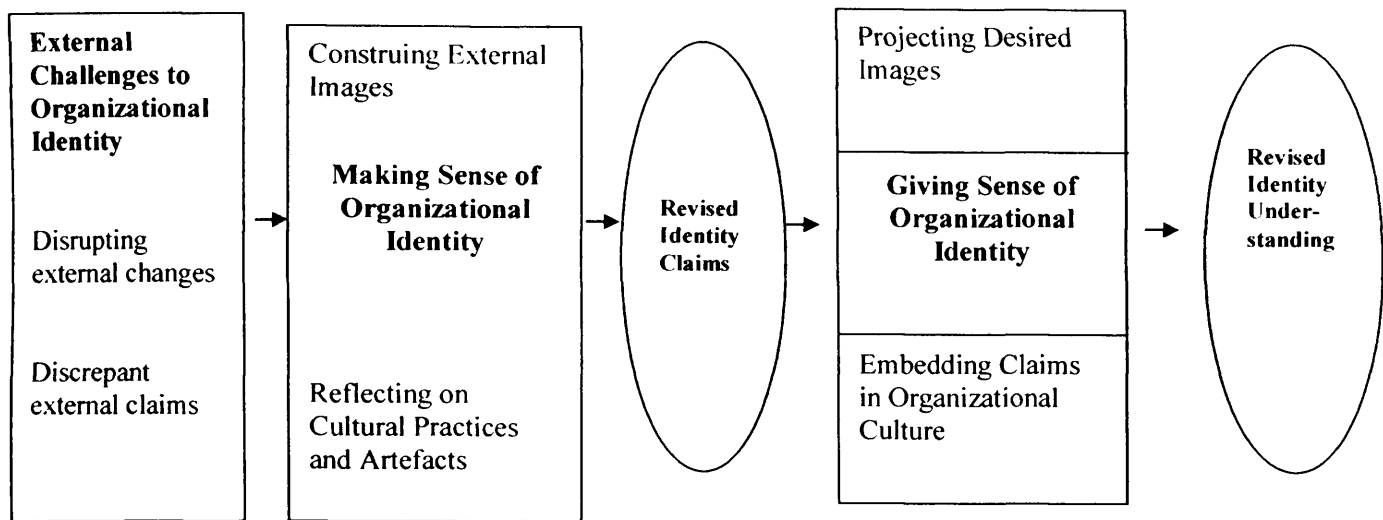 External
Challenges to
Organizational
Identity
Disrupting
external changes
Discrepant
external claims
Construing External
Images
Making Sense of
Organizational
Identity
Reflecting on
Cultural Practices
and Artefacts
Revised
Identity
Claims
Projecting Desired
Images
Giving Sense of
Organizational
Identity
Embedding Claims
in Organizational
Culture
Revised
Identity
Under-
standing